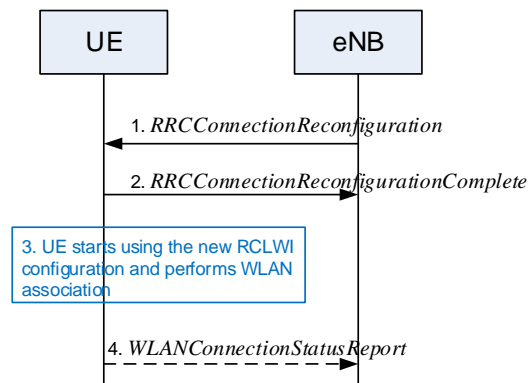 UE
eNB
1. RRCConnectionReconfiguration
2. RRCConnectionReconfigurationComplete
3. UE starts using the new RCLWI
configuration and performs WLAN
association
4. WLANConnectionStatusReport